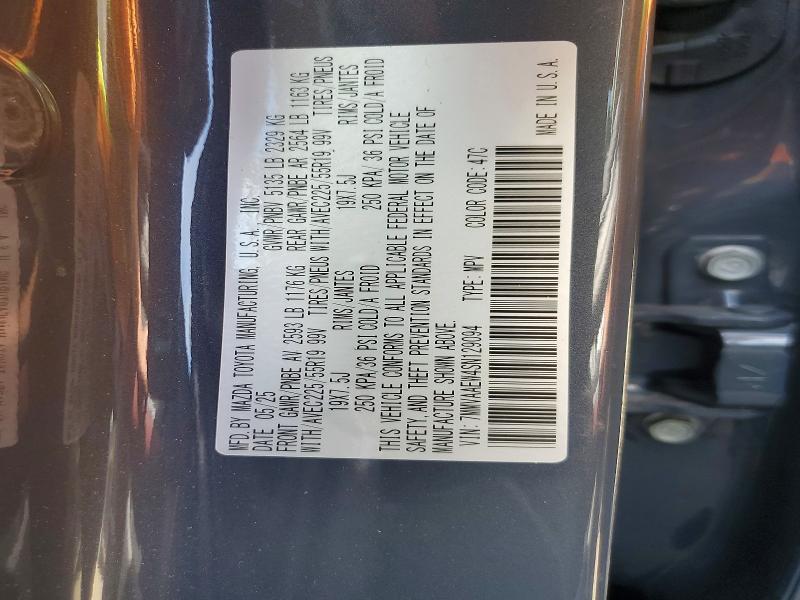 MFD. BY MAZDA TOYOTA MANUFACTURING, U.S.A., INC.
DATE 05/25 GVWR/PNBV 5135 LB 2329 KG
FRONT GAWR/PNBE AV 2593 LB 1176 KG REAR GAWR/PNBE AR 2564 LB 1163 KG
WITH/AVEC225/55R19 99V TIRES/PNEUS WITH/AVEC225/55R19 99V TIRES/PNEUS
19X7.5J RIMS/JANTES 19X7.5J RIMS/JANTES
250 KPA/36 PSI COLD/A FROID 250 KPA/36 PSI COLD/A FROID
THIS VEHICLE CONFORMS TO ALL APPLICABLE FEDERAL MOTOR VEHICLE
SAFETY AND THEFT PREVENTION STANDARDS IN EFFECT ON THE DATE OF
MANUFACTURE SHOWN ABOVE.
VIN: 7MMVAAEN4SN129094 TYPE: MPV COLOR CODE: 47C
MADE IN U.S.A.